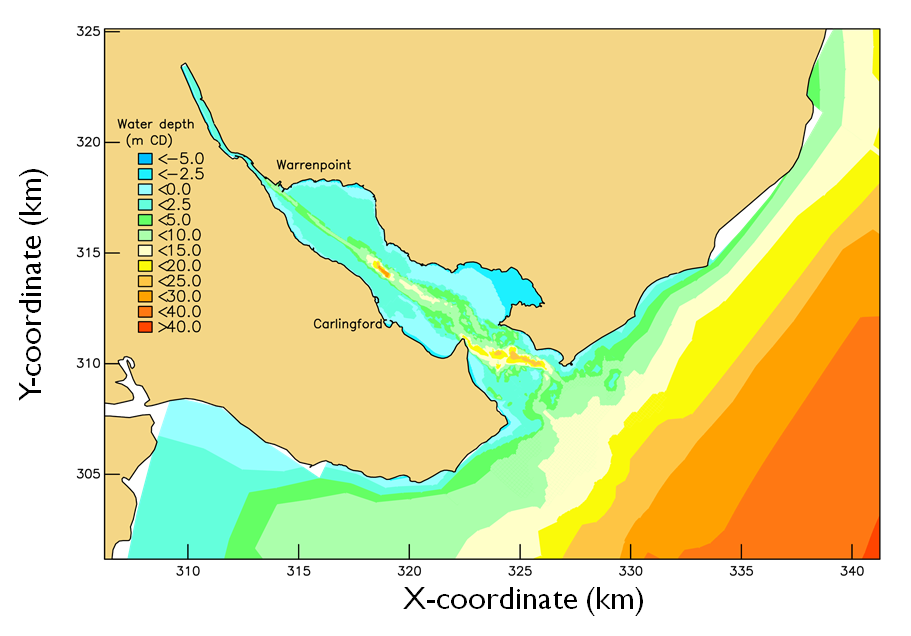 325
320
315
310
305
Y-coordinate (km)
Water depth
(m CD)
<-5.0
<-2.5
<0.0
<2.5
<5.0
<10.0
<15.0
<20.0
<25.0
<30.0
<40.0
>40.0
Warrenpoint
Carlingford
310 315 320 325 330 335 340
X-coordinate (km)